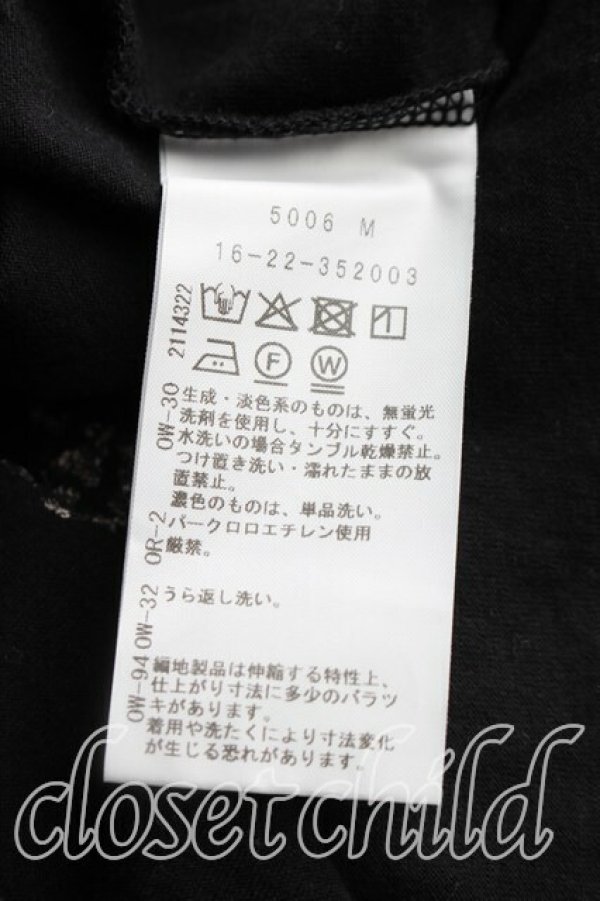 5006 M
16-22-352003
2114322
OW-30
生成・淡色系のものは、無蛍光
洗剤を使用し、十分にすすぐ。
水洗いの場合タンブル乾燥禁止。
つけ置き洗い・濡れたままの放
置禁止。
濃色のものは、単品洗い。
OR-2
パークロロエチレン使用
厳禁。
OW-32
うら返し洗い。
OW-94
編地製品は伸縮する特性上、
仕上がり寸法に多少のバラツ
キがあります。
着用や洗たくにより寸法変化
が生じる恐れがあります。
F
W
closet child